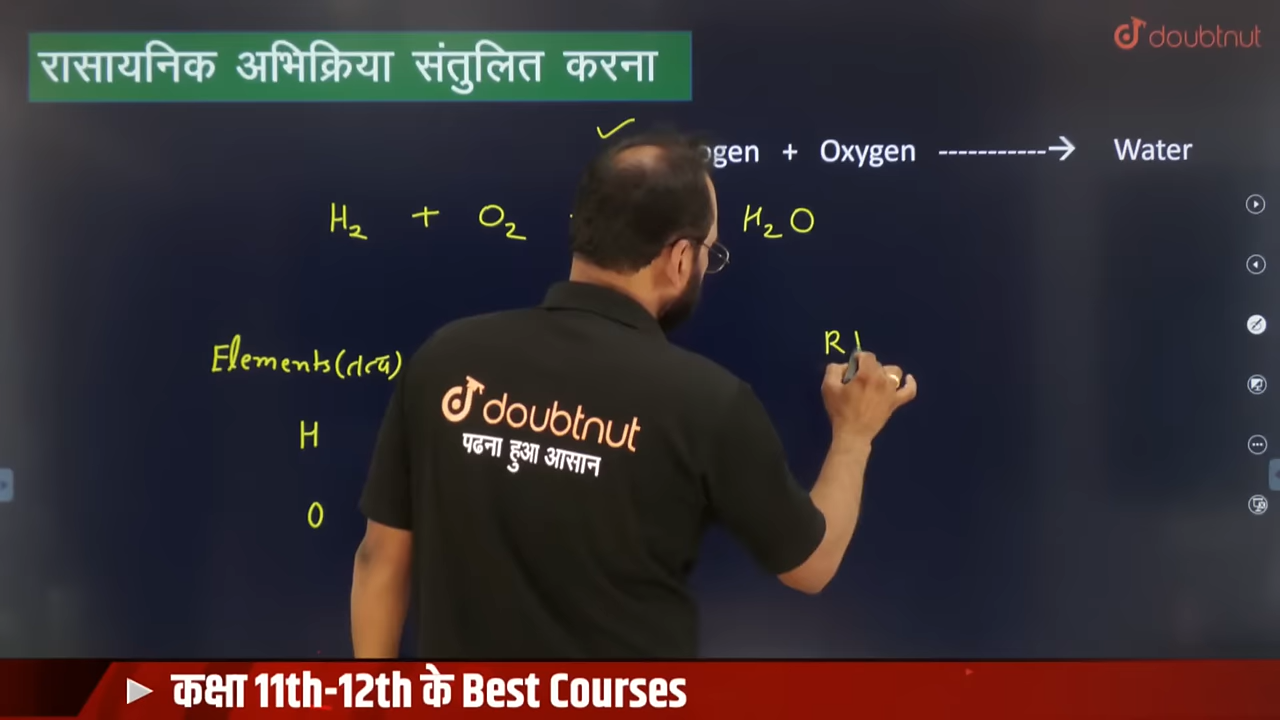 doubtnut
रासायनिक अभिक्रिया संतुलित करना
ogen + Oxygen -----------→ Water
H₂ + O₂ H₂O
Elements(तत्व) R
H
O
doubtnut
पढना हुआ आसान
कक्षा 11th-12th के Best Courses